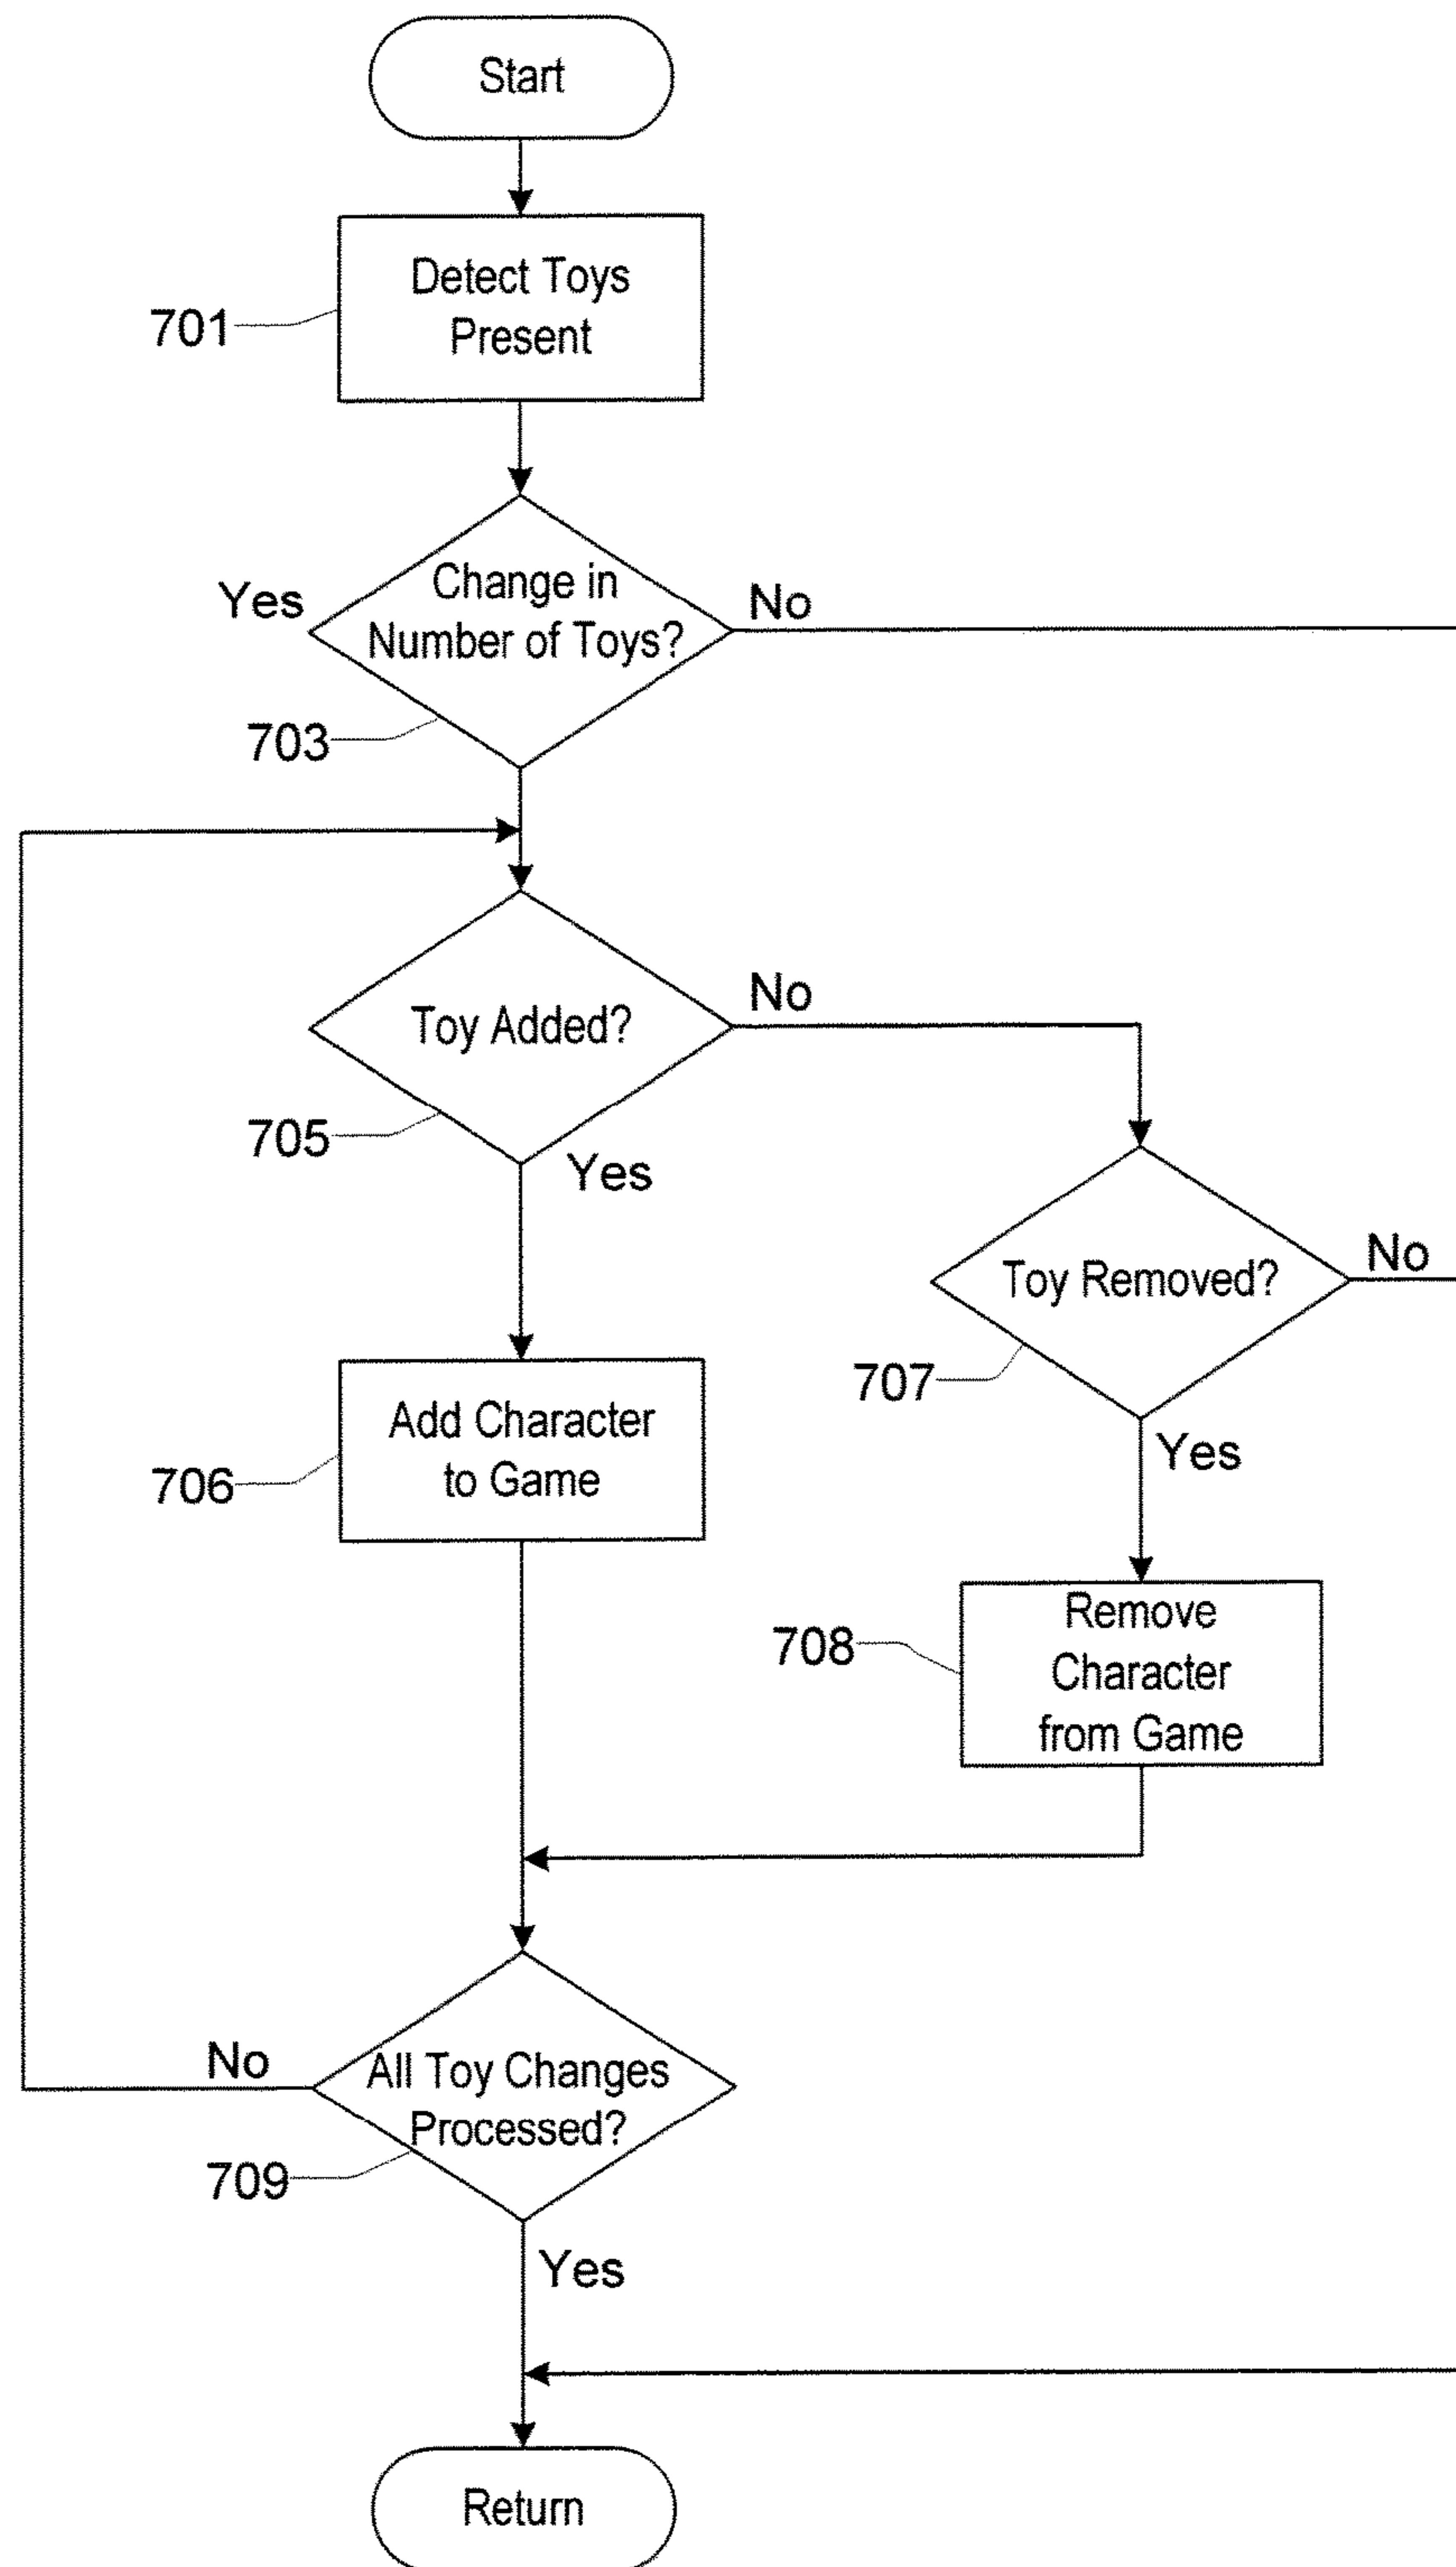 Start
Detect Toys
Present
701
Change in
Number of Toys?
Yes
No
703
Toy Added?
No
705
Yes
Toy Removed?
No
707
Yes
Add Character
to Game
706
Remove
Character
from Game
708
All Toy Changes
Processed?
No
709
Yes
Return